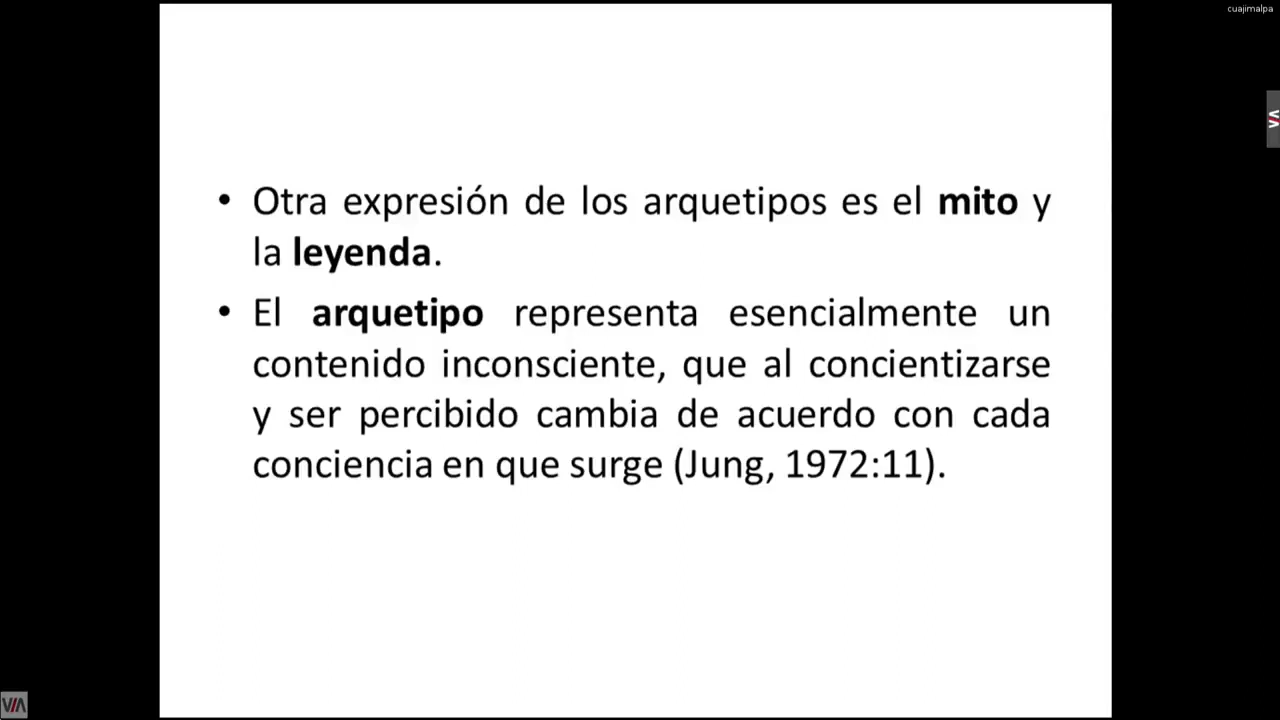 cuajimalpa
• Otra expresión de los arquetipos es el mito y
la leyenda.
• El arquetipo representa esencialmente un
contenido inconsciente, que al concientizarse
y ser percibido cambia de acuerdo con cada
conciencia en que surge (Jung, 1972:11).
VIA